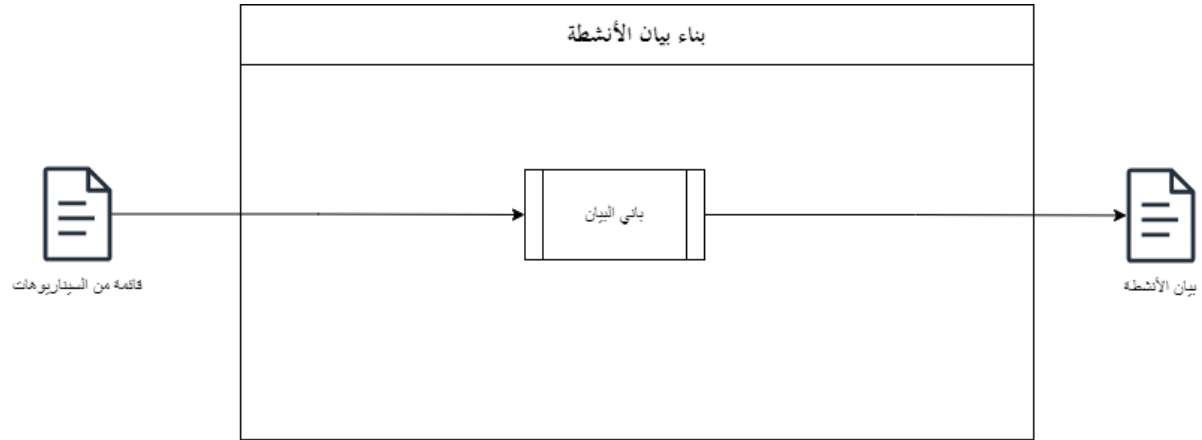 بناء بيان الأنشطة
باني البيان
قائمة من السيناريوهات
بيان الأنشطة